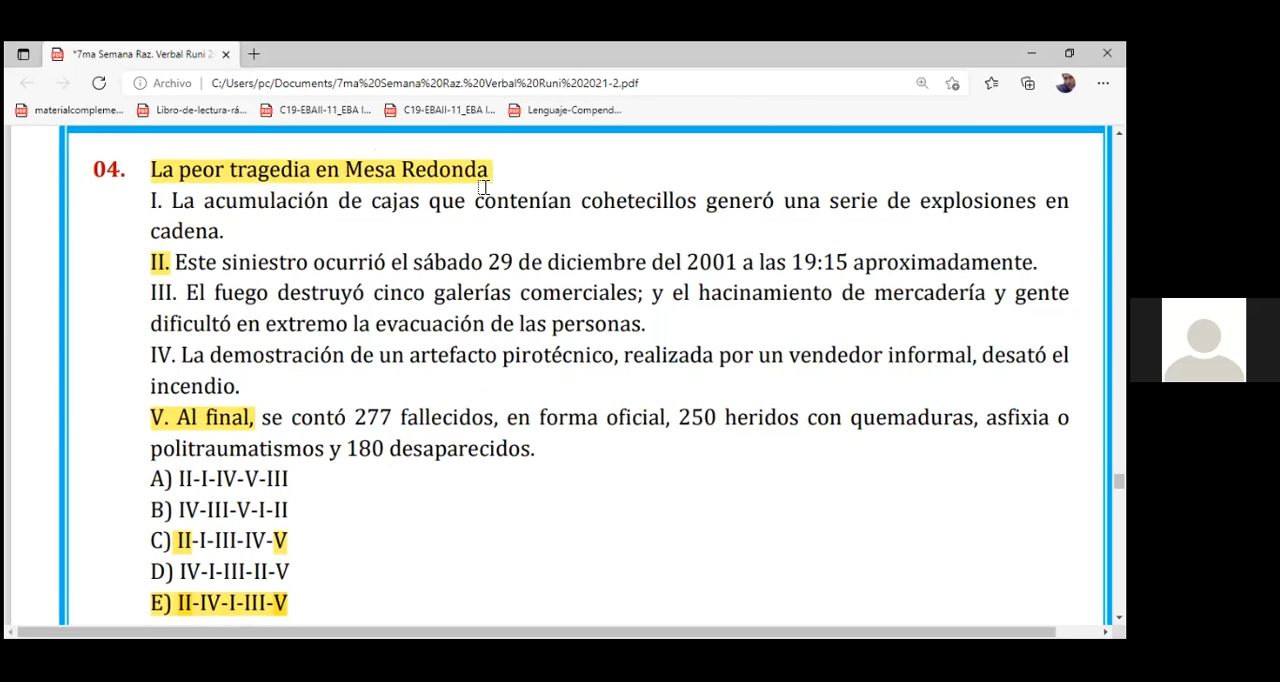 *7ma Semana Raz. Verbal Runi 2
Archivo | C:/Users/pc/Documents/7ma%20Semana%20Raz.%20Verbal%20Runi%202021-2.pdf
materialcompleme... Libro-de-lectura-rá... C19-EBAII-11_EBA I... C19-EBAII-11_EBA I... Lenguaje-Compend...
04. La peor tragedia en Mesa Redonda
I. La acumulación de cajas que contenían cohetecillos generó una serie de explosiones en
cadena.
II. Este siniestro ocurrió el sábado 29 de diciembre del 2001 a las 19:15 aproximadamente.
III. El fuego destruyó cinco galerías comerciales; y el hacinamiento de mercadería y gente
dificultó en extremo la evacuación de las personas.
IV. La demostración de un artefacto pirotécnico, realizada por un vendedor informal, desató el
incendio.
V. Al final, se contó 277 fallecidos, en forma oficial, 250 heridos con quemaduras, asfixia o
politraumatismos y 180 desaparecidos.
A) II-I-IV-V-III
B) IV-III-V-I-II
C) II-I-III-IV-V
D) IV-I-III-II-V
E) II-IV-I-III-V